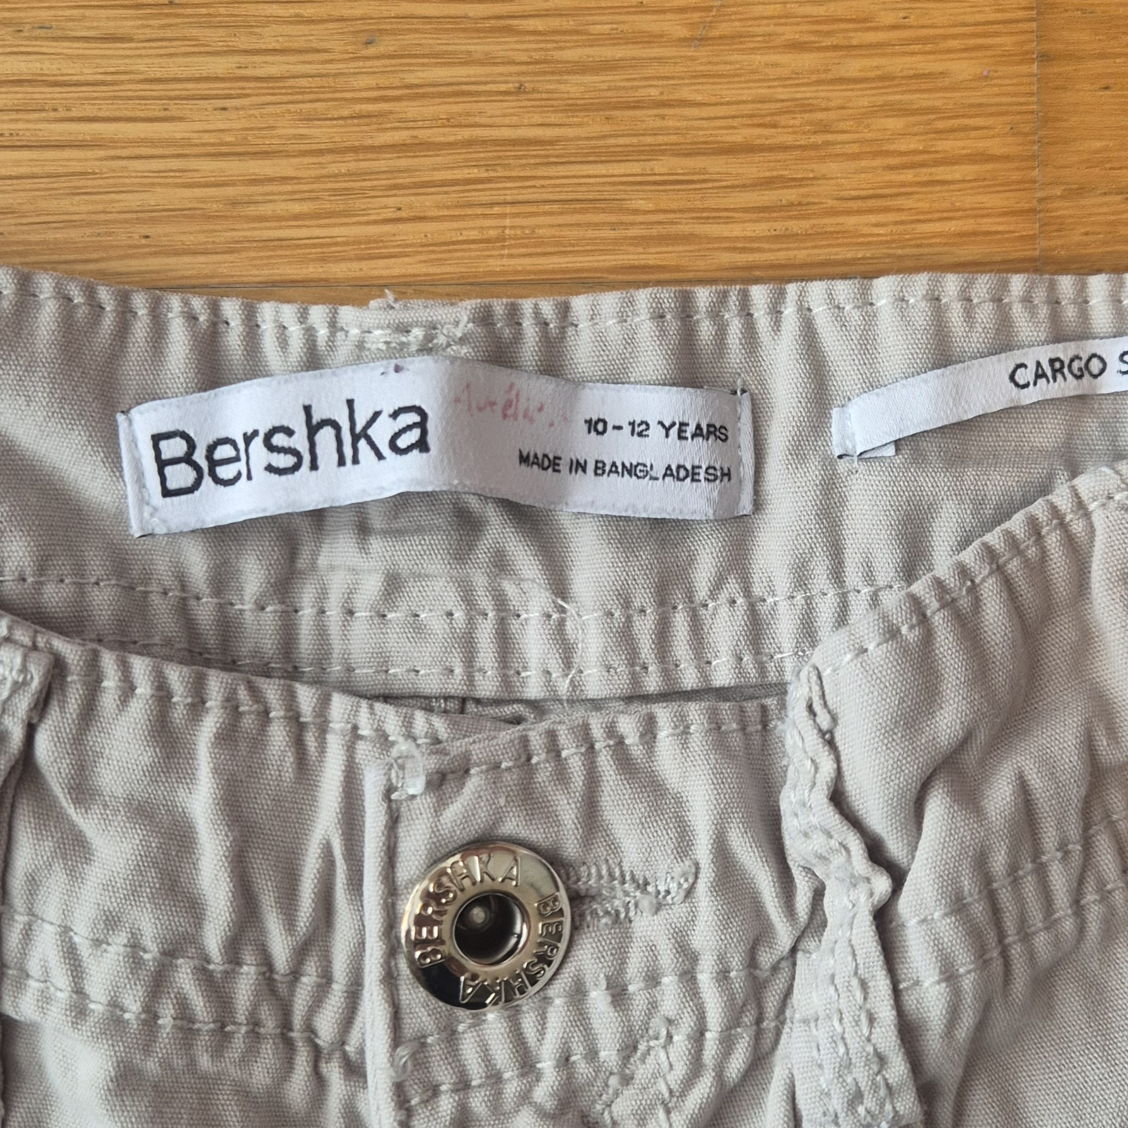 Bershka
10-12 YEARS
MADE IN BANGLADESH
CARGO S
BERSHKA BERSHKA